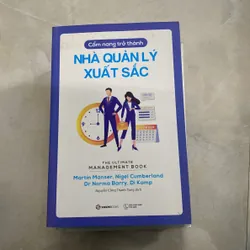 Cẩm nang trở thành
NHÀ QUẢN LÝ
XUẤT SẮC
THE ULTIMATE
MANAGEMENT BOOK
Martin Manser, Nigel Cumberland
Dr Norma Barry, Di Kamp